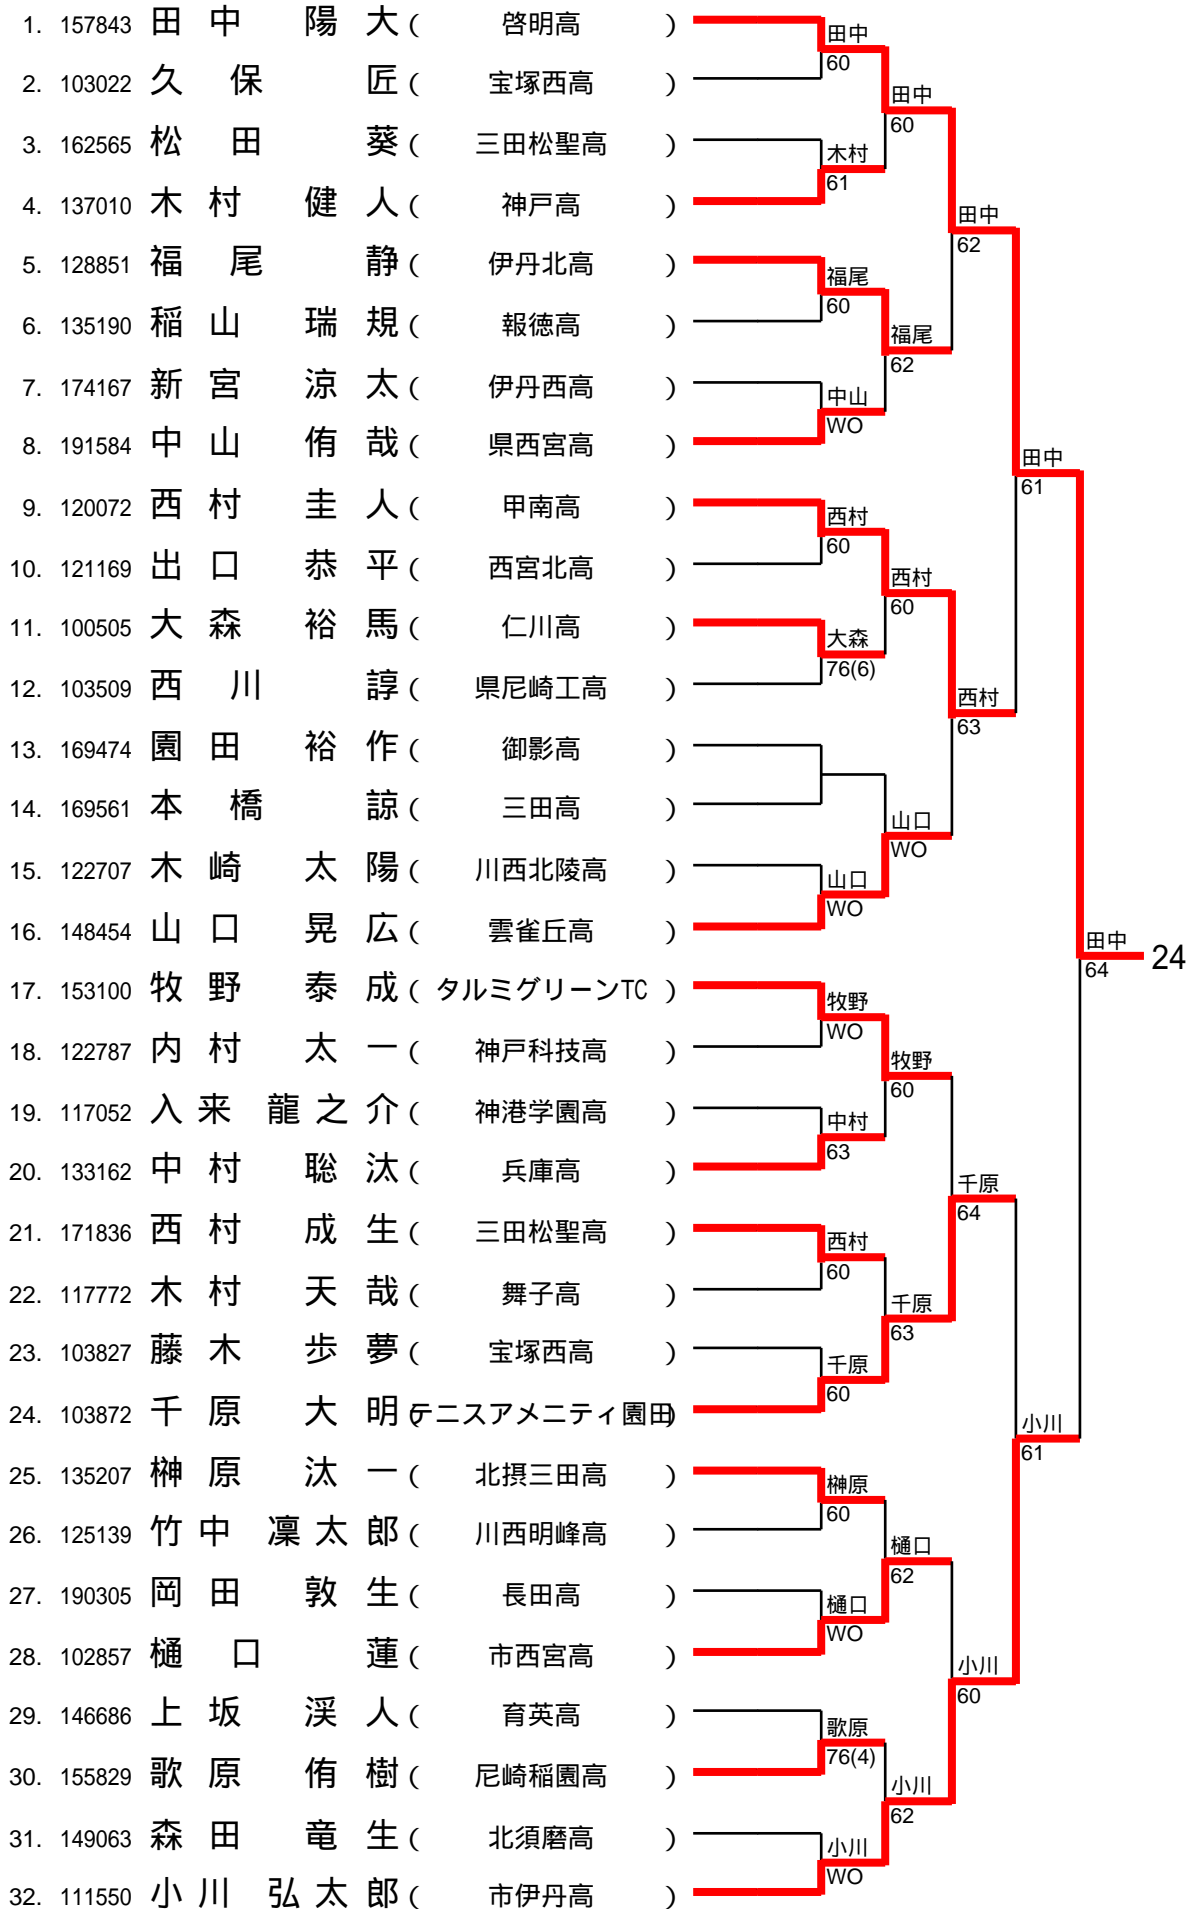 1. 157843 田中 陽大 ( 啓明高 )
田中
60
2. 103022 久保 匠 ( 宝塚西高 )
田中
60
3. 162565 松田 葵 ( 三田松聖高 )
木村
61
4. 137010 木村 健人 ( 神戸高 )
田中
62
5. 128851 福尾 静 ( 伊丹北高 )
福尾
60
6. 135190 稲山 瑞規 ( 報徳高 )
福尾
62
7. 174167 新宮 涼太 ( 伊丹西高 )
中山
WO
8. 191584 中山 侑哉 ( 県西宮高 )
田中
61
9. 120072 西村 圭人 ( 甲南高 )
西村
60
10. 121169 出口 恭平 ( 西宮北高 )
西村
60
11. 100505 大森 裕馬 ( 仁川高 )
大森
76(6)
12. 103509 西川 諄 ( 県尼崎工高 )
西村
63
13. 169474 園田 裕作 ( 御影高 )
14. 169561 本橋 諒 ( 三田高 )
山口
WO
15. 122707 木崎 太陽 ( 川西北陵高 )
山口
WO
16. 148454 山口 晃広 ( 雲雀丘高 )
田中
64
24
17. 153100 牧野 泰成 ( タルミグリーンTC )
牧野
WO
18. 122787 内村 太一 ( 神戸科技高 )
牧野
60
19. 117052 入来 龍之介 ( 神港学園高 )
中村
63
20. 133162 中村 聡汰 ( 兵庫高 )
千原
64
21. 171836 西村 成生 ( 三田松聖高 )
西村
60
22. 117772 木村 天哉 ( 舞子高 )
千原
63
23. 103827 藤木 歩夢 ( 宝塚西高 )
千原
60
24. 103872 千原 大明 ( テニスアメニティ園田 )
小川
61
25. 135207 榊原 汰一 ( 北摂三田高 )
榊原
60
26. 125139 竹中 凜太郎 ( 川西明峰高 )
樋口
62
27. 190305 岡田 敦生 ( 長田高 )
樋口
WO
28. 102857 樋口 蓮 ( 市西宮高 )
小川
60
29. 146686 上坂 渓人 ( 育英高 )
歌原
76(4)
30. 155829 歌原 侑樹 ( 尼崎稲園高 )
小川
62
31. 149063 森田 竜生 ( 北須磨高 )
小川
WO
32. 111550 小川 弘太郎 ( 市伊丹高 )